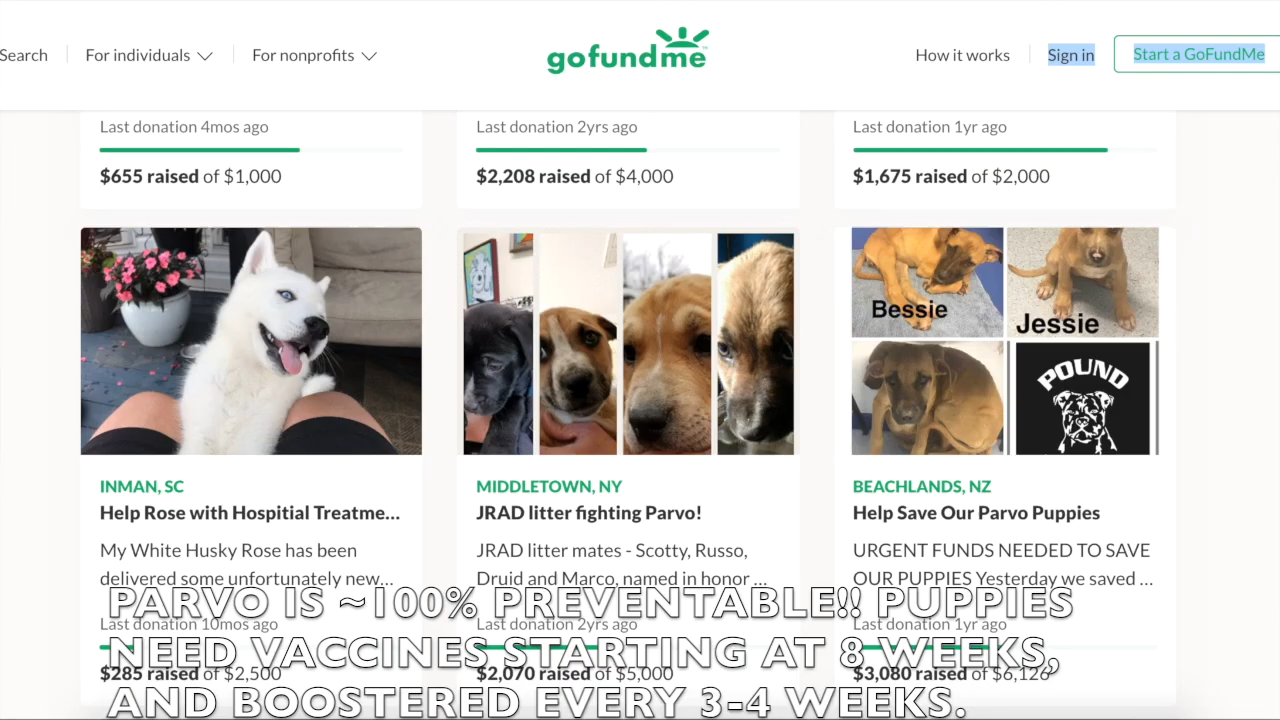 Search
For individuals
For nonprofits
gofundme
How it works
Sign in
Start a GoFundMe
Last donation 4mos ago
$655 raised of $1,000
Last donation 2yrs ago
$2,208 raised of $4,000
Last donation 1yr ago
$1,675 raised of $2,000
Bessie
Jessie
POUND
INMAN, SC
Help Rose with Hospitial Treatme...
My White Husky Rose has been
delivered some unfortunately new...
Last donation 10mos ago
$285 raised of $2,500
MIDDLETOWN, NY
JRAD litter fighting Parvo!
JRAD litter mates - Scotty, Russo,
Druid and Marco, named in honor ...
Last donation 2yrs ago
$2,070 raised of $5,000
BEACHLANDS, NZ
Help Save Our Parvo Puppies
URGENT FUNDS NEEDED TO SAVE
OUR PUPPIES Yesterday we saved ...
Last donation 1yr ago
$3,080 raised of $6,126
PARVO IS ~100% PREVENTABLE!! PUPPIES
NEED VACCINES STARTING AT 8 WEEKS,
AND BOOSTERED EVERY 3-4 WEEKS.